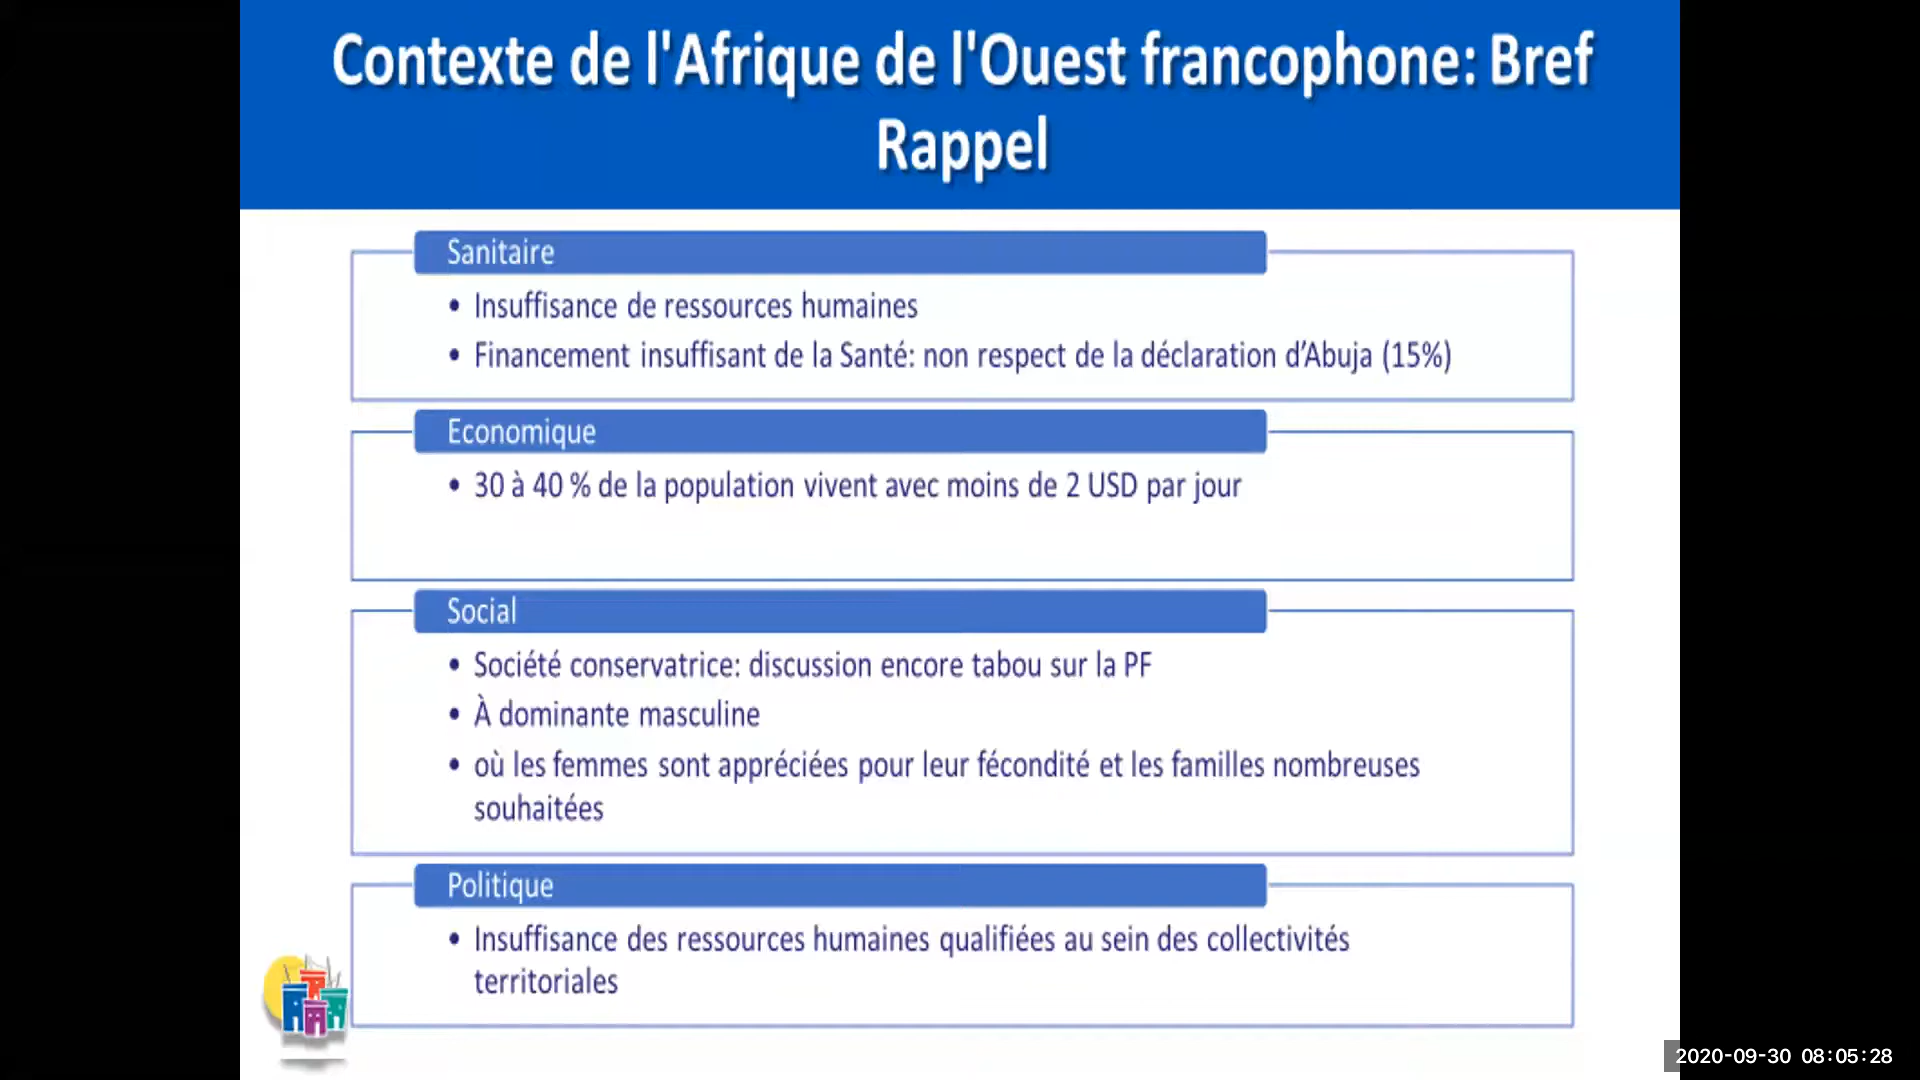 Contexte de l'Afrique de l'Ouest francophone: Bref
Rappel
Sanitaire
• Insuffisance de ressources humaines
• Financement insuffisant de la Santé: non respect de la déclaration d’Abuja (15%)
Economique
• 30 à 40 % de la population vivent avec moins de 2 USD par jour
Social
• Société conservatrice: discussion encore tabou sur la PF
• À dominante masculine
• où les femmes sont appréciées pour leur fécondité et les familles nombreuses
souhaitées
Politique
• Insuffisance des ressources humaines qualifiées au sein des collectivités
territoriales
2020-09-30 08:05:28